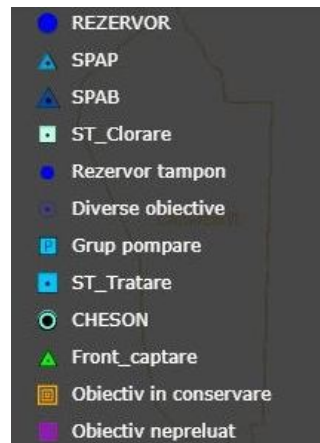 REZERVOR
SPAP
SPAB
ST_Clorare
Rezervor tampon
Diverse obiective
P Grup pompare
ST_Tratare
CHESON
Front_captare
Obiectiv in conservare
Obiectiv nepreluat